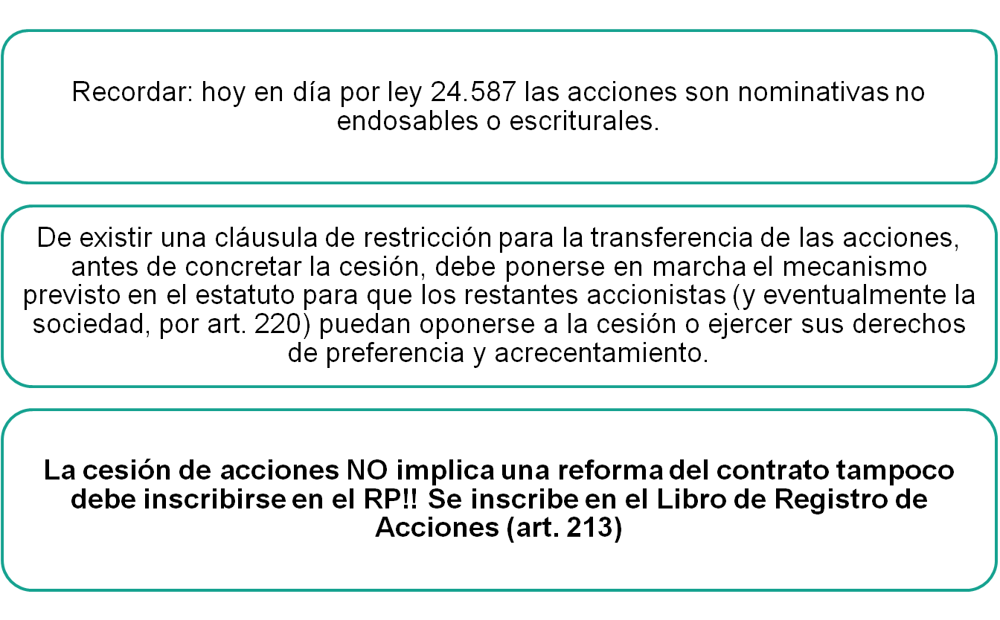 Recordar: hoy en día por ley 24.587 las acciones son nominativas no
endosables o escriturales.
De existir una cláusula de restricción para la transferencia de las acciones,
antes de concretar la cesión, debe ponerse en marcha el mecanismo
previsto en el estatuto para que los restantes accionistas (y eventualmente la
sociedad, por art. 220) puedan oponerse a la cesión o ejercer sus derechos
de preferencia y acrecentamiento.
La cesión de acciones NO implica una reforma del contrato tampoco
debe inscribirse en el RP!! Se inscribe en el Libro de Registro de
Acciones (art. 213)